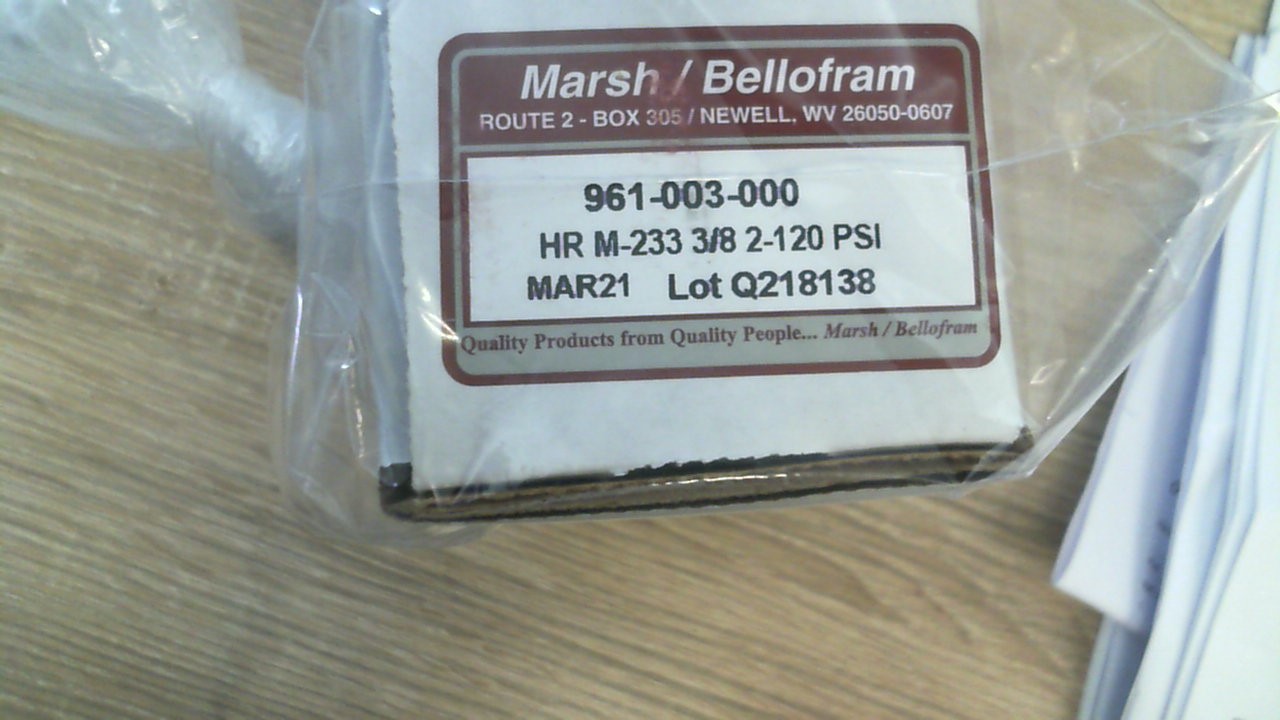 Marsh / Bellofram
ROUTE 2 - BOX 305 / NEWELL, WV 26050-0607
961-003-000
HR M-233 3/8 2-120 PSI
MAR21 Lot Q218138
Quality Products from Quality People... Marsh / Bellofram